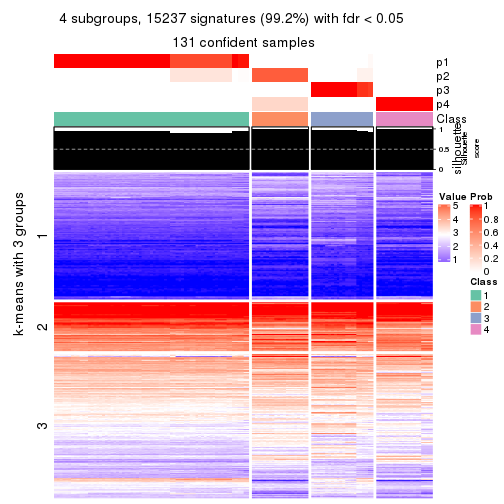 4 subgroups, 15237 signatures (99.2%) with fdr < 0.05
131 confident samples
p1
p2
p3
p4
Class
1
0.5
0
silhouette
Silhouette
score
k-means with 3 groups
1
2
3
Value
5
4
3
2
1
Prob
1
0.8
0.6
0.4
0.2
0
Class
1
2
3
4